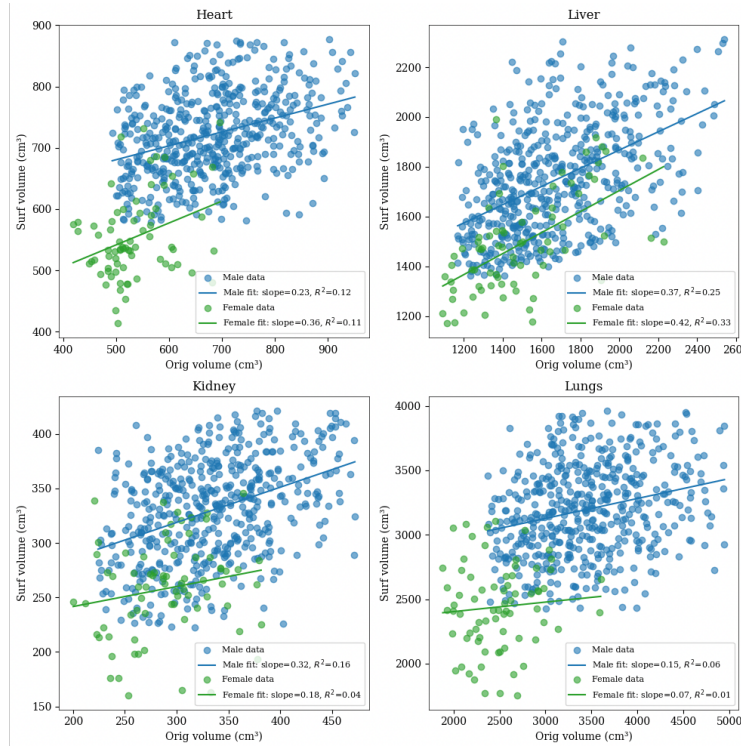 Heart
Surf volume (cm³)
900
800
700
600
500
400
400 500 600 700 800 900
Orig volume (cm³)
Male data
Male fit: slope=0.23, R²=0.12
Female data
Female fit: slope=0.36, R²=0.11
Liver
Surf volume (cm³)
2200
2000
1800
1600
1400
1200
1200 1400 1600 1800 2000 2200 2400 260
Orig volume (cm³)
Male data
Male fit: slope=0.37, R²=0.25
Female data
Female fit: slope=0.42, R²=0.33
Kidney
Surf volume (cm³)
400
350
300
250
200
150
200 250 300 350 400 450
Orig volume (cm³)
Male data
Male fit: slope=0.32, R²=0.16
Female data
Female fit: slope=0.18, R²=0.04
Lungs
Surf volume (cm³)
4000
3500
3000
2500
2000
2000 2500 3000 3500 4000 4500 5000
Orig volume (cm³)
Male data
Male fit: slope=0.15, R²=0.06
Female data
Female fit: slope=0.07, R²=0.01